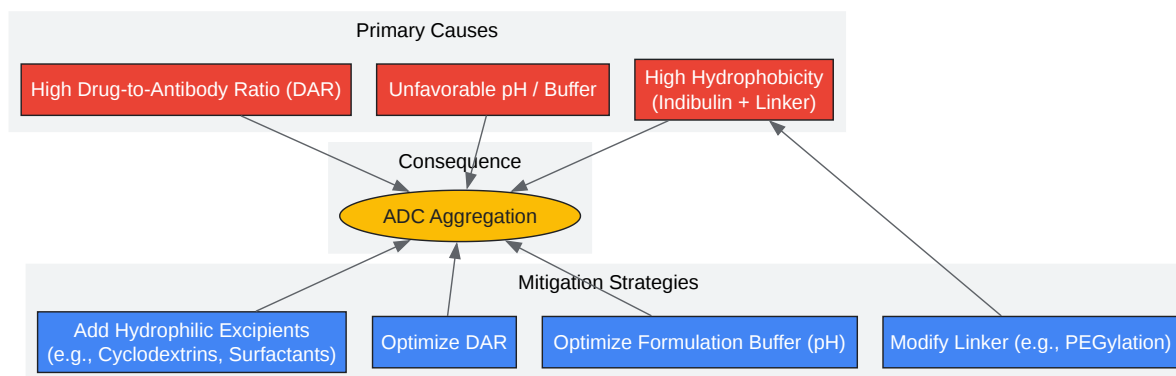 Primary Causes
High Drug-to-Antibody Ratio (DAR)
Unfavorable pH / Buffer
High Hydrophobicity
(Indibulin + Linker)
Consequence
ADC Aggregation
Mitigation Strategies
Add Hydrophilic Excipients
(e.g., Cyclodextrins, Surfactants)
Optimize DAR
Optimize Formulation Buffer (pH)
Modify Linker (e.g., PEGylation)